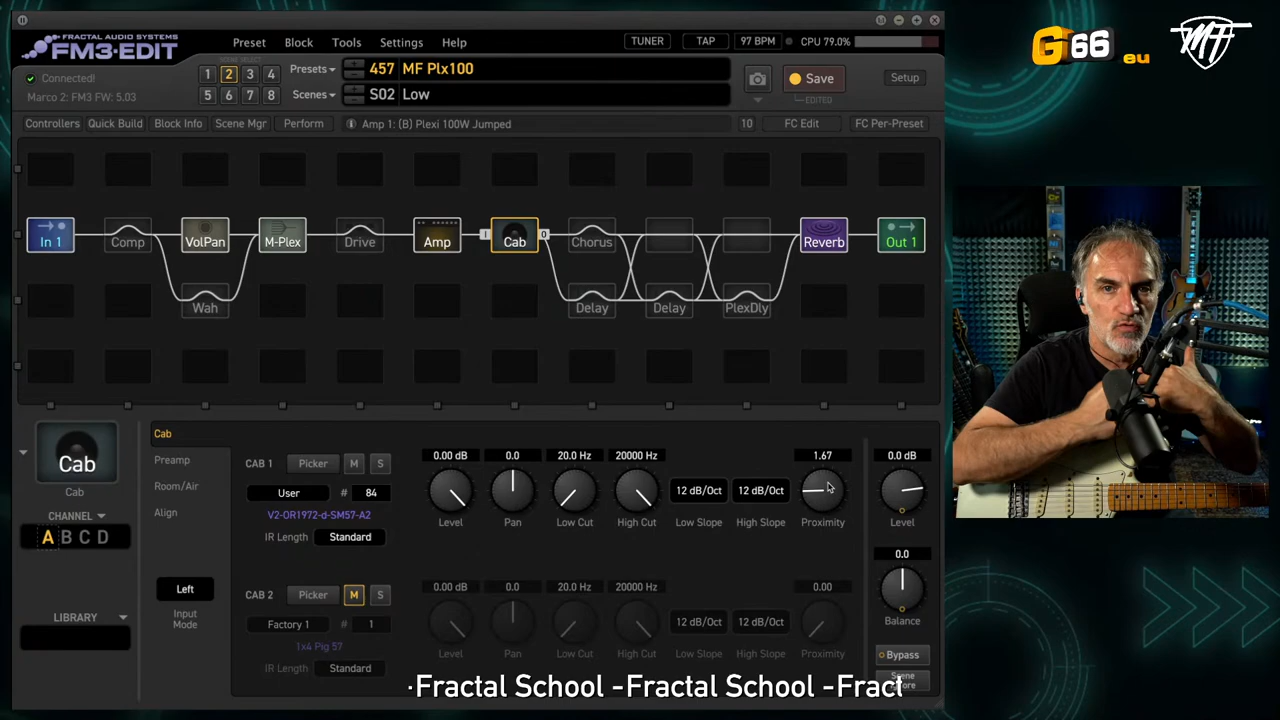 FRACTAL AUDIO SYSTEMS
FM3-EDIT
Preset Block Tools Settings Help
TUNER TAP 97 BPM CPU 79.0%
G 66 eu
MF
Connected!
Marco 2: FM3 FW: 5.03
SCENE SELECT
1 2 3 4
5 6 7 8
Presets 457 MF Plx100
Scenes S02 Low
Save
EDITED
Setup
Controllers Quick Build Block Info Scene Mgr Perform Amp 1: (B) Plexi 100W Jumped 10 FC Edit FC Per-Preset
In 1 Comp VolPan M-Plex Drive Amp I Cab O Chorus Reverb Out 1
Wah Delay Delay PlexDly
Cab
Cab
CHANNEL
A B C D
LIBRARY
Cab
Preamp
Room/Air
Align
Left
Input
Mode
CAB 1 Picker M S
User # 84
V2-OR1972-d-SM57-A2
IR Length Standard
0.00 dB 0.0 20.0 Hz 20000 Hz 1.67
12 dB/Oct 12 dB/Oct
Level Pan Low Cut High Cut Low Slope High Slope Proximity
CAB 2 Picker M S
Factory 1 # 1
1x4 Pig 57
IR Length Standard
0.00 dB 0.0 20.0 Hz 20000 Hz 0.00
12 dB/Oct 12 dB/Oct
Level Pan Low Cut High Cut Low Slope High Slope Proximity
0.0 dB
Level
0.0
Balance
Bypass
Scene
-Fractal School -Fractal School -Fract